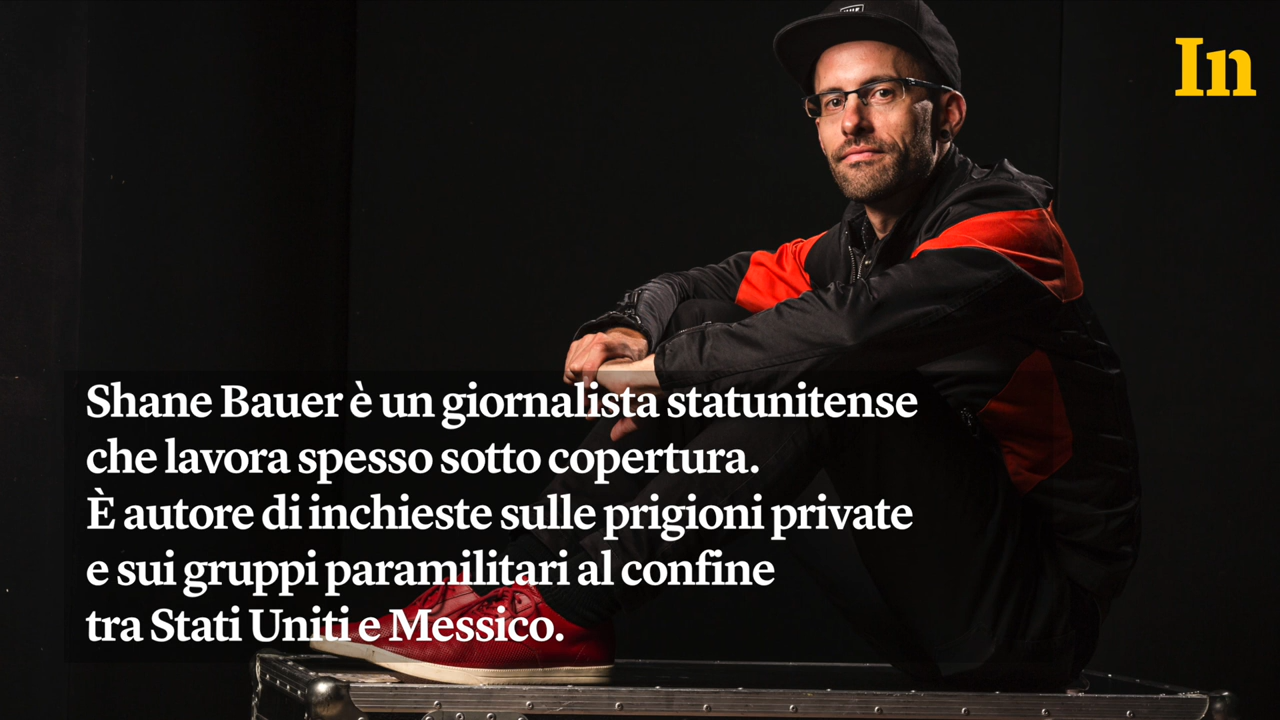 In
Shane Bauer è un giornalista statunitense
che lavora spesso sotto copertura.
È autore di inchieste sulle prigioni private
e sui gruppi paramilitari al confine
tra Stati Uniti e Messico.